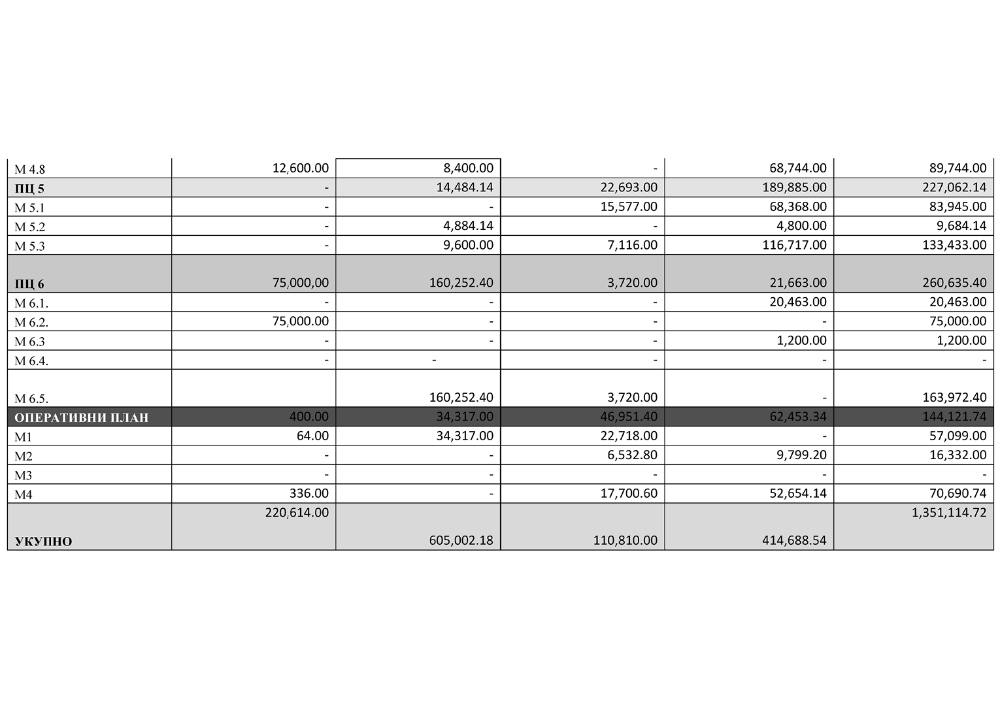 М 4.8 12,600.00 8,400.00 - 68,744.00 89,744.00
ПЦ 5 - 14,484.14 22,693.00 189,885.00 227,062.14
М 5.1 - - 15,577.00 68,368.00 83,945.00
М 5.2 - 4,884.14 - 4,800.00 9,684.14
М 5.3 - 9,600.00 7,116.00 116,717.00 133,433.00
ПЦ 6 75,000,00 160,252.40 3,720.00 21,663.00 260,635.40
М 6.1. - - - 20,463.00 20,463.00
М 6.2. 75,000.00 - - - 75,000.00
М 6.3 - - - 1,200.00 1,200.00
М 6.4. - - - - -
М 6.5. 160,252.40 3,720.00 - 163,972.40
ОПЕРАТИВНИ ПЛАН 400.00 34,317.00 46,951.40 62,453.34 144,121.74
М1 64.00 34,317.00 22,718.00 - 57,099.00
М2 - - 6,532.80 9,799.20 16,332.00
М3 - - - - -
М4 336.00 - 17,700.60 52,654.14 70,690.74
220,614.00 1,351,114.72
УКУПНО 605,002.18 110,810.00 414,688.54